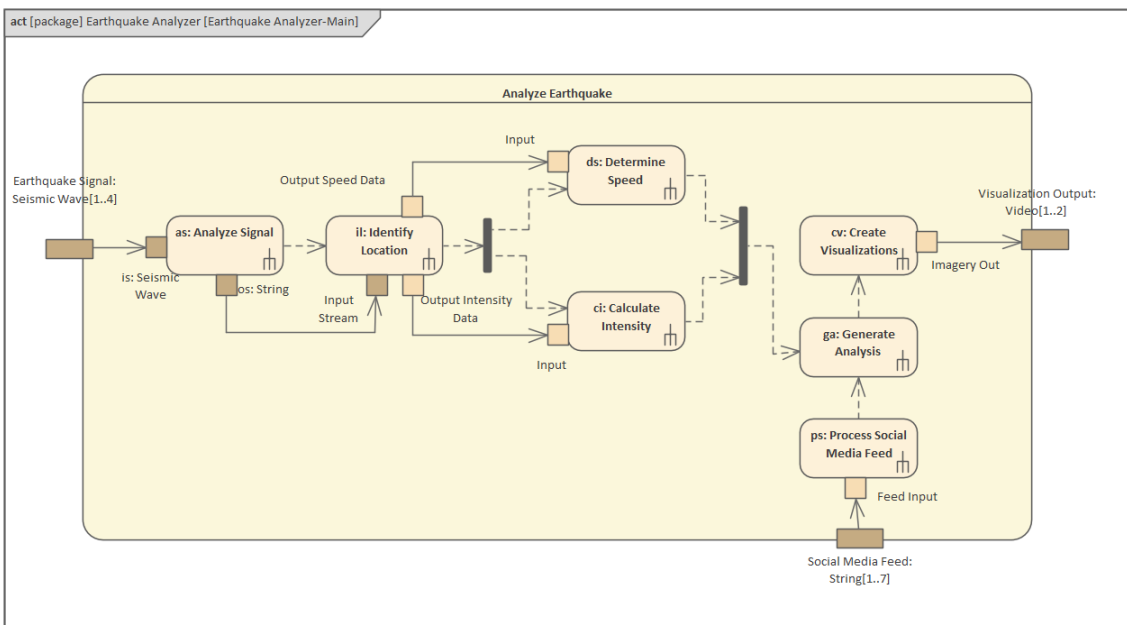 act [package] Earthquake Analyzer [Earthquake Analyzer-Main]
Analyze Earthquake
Earthquake Signal:
Seismic Wave[1..4]
is: Seismic
Wave
as: Analyze Signal
os: String
Input
Stream
il: Identify
Location
Output Speed Data
Output Intensity
Data
Input
ds: Determine
Speed
Input
ci: Calculate
Intensity
cv: Create
Visualizations
Imagery Out
Visualization Output:
Video[1..2]
ga: Generate
Analysis
ps: Process Social
Media Feed
Feed Input
Social Media Feed:
String[1..7]